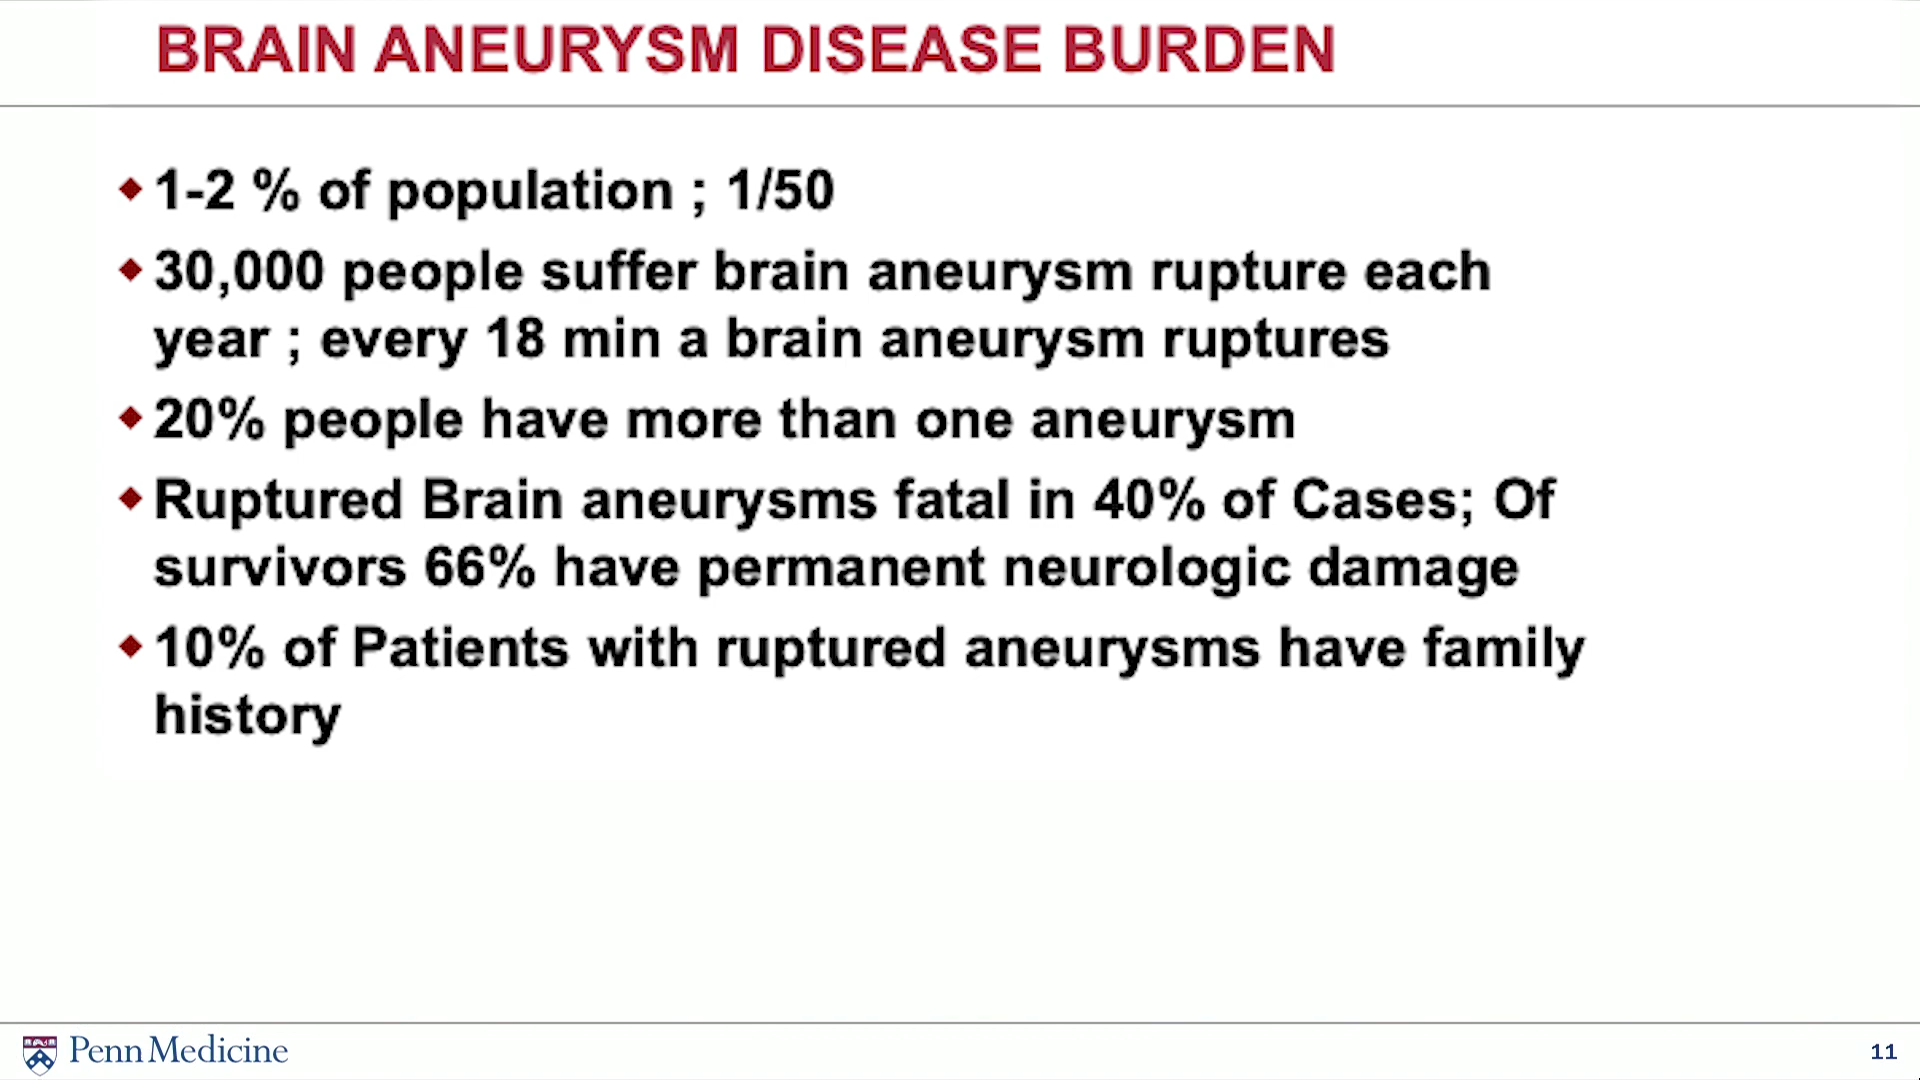 BRAIN ANEURYSM DISEASE BURDEN
1-2 % of population ; 1/50
30,000 people suffer brain aneurysm rupture each
year ; every 18 min a brain aneurysm ruptures
20% people have more than one aneurysm
Ruptured Brain aneurysms fatal in 40% of Cases; Of
survivors 66% have permanent neurologic damage
10% of Patients with ruptured aneurysms have family
history
Penn Medicine
11